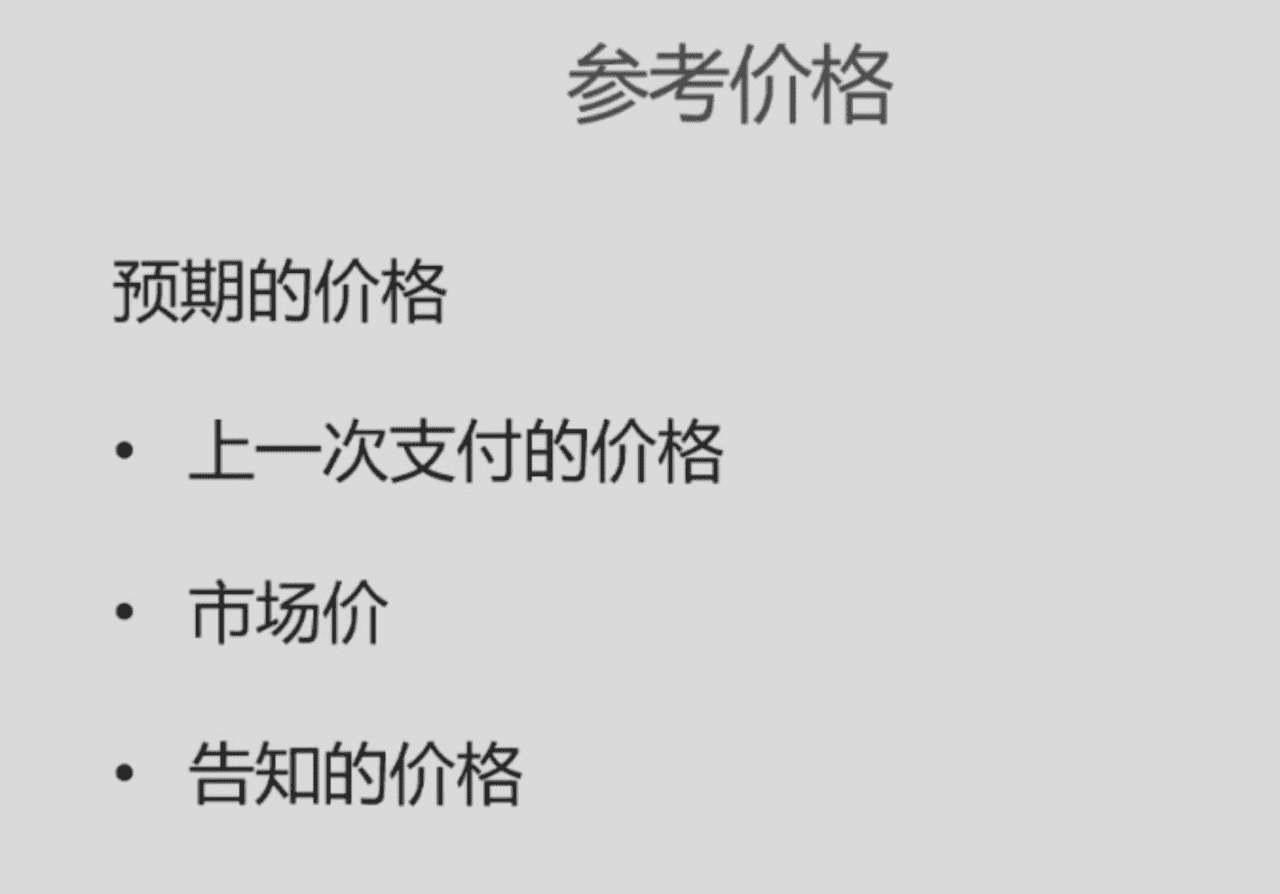 参考价格
预期的价格
• 上一次支付的价格
• 市场价
• 告知的价格